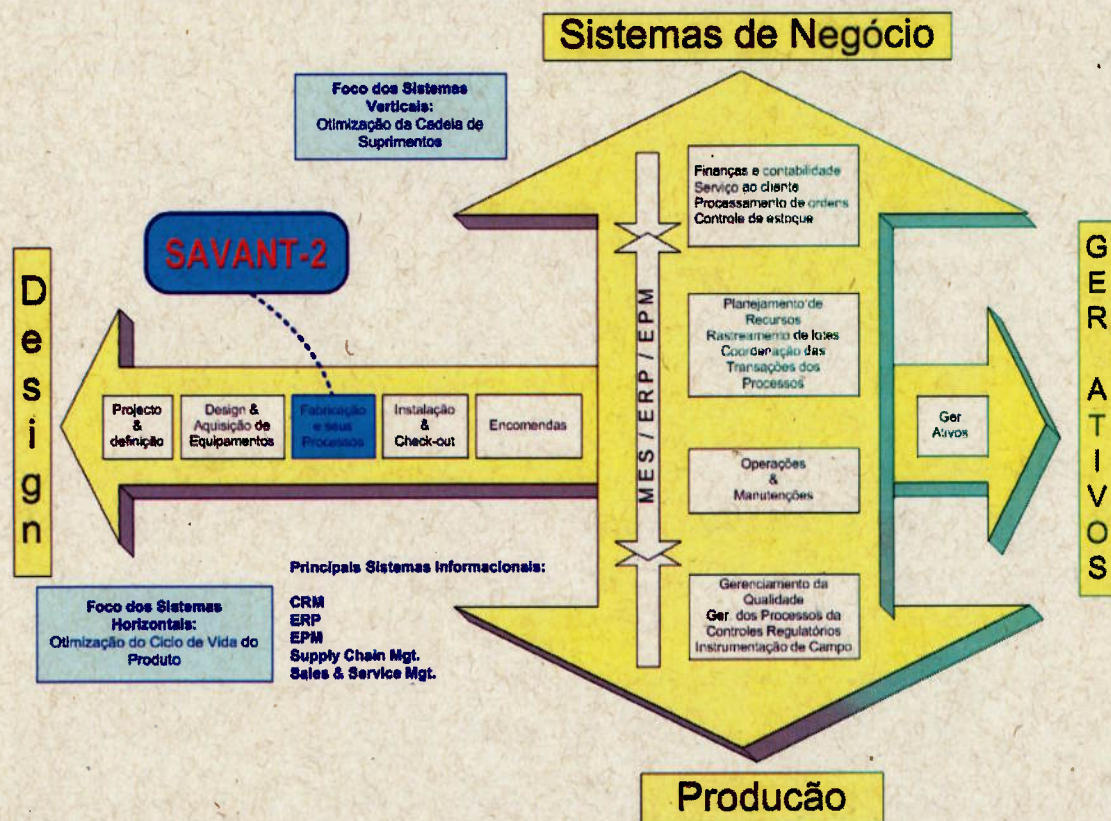 Sistemas de Negócio
Foco dos Sistemas
Verticais:
Otimização da Cadeia de
Suprimentos
Finanças e contabilidade
Serviço ao cliente
Processamento de ordens
Controle de estoque
SAVANT-2
Design
GER ATIVOS
MES / ERP / EPM
Planejamento de
Recursos
Rastreamento de lotes
Coordenação das
Transações dos
Processos
Projecto
&
definição
Design &
Aquisição de
Equipamentos
Fabricação
e seus
Processos
Instalação
&
Check-out
Encomendas
Ger
Ativos
Operações
&
Manutenções
Principais Sistemas Informacionais:
CRM
ERP
EPM
Supply Chain Mgt.
Sales & Service Mgt.
Foco dos Sistemas
Horizontais:
Otimização do Ciclo de Vida do
Produto
Gerenciamento da
Qualidade
Ger. dos Processos da
Controles Regulatórios
Instrumentação de Campo
Producão